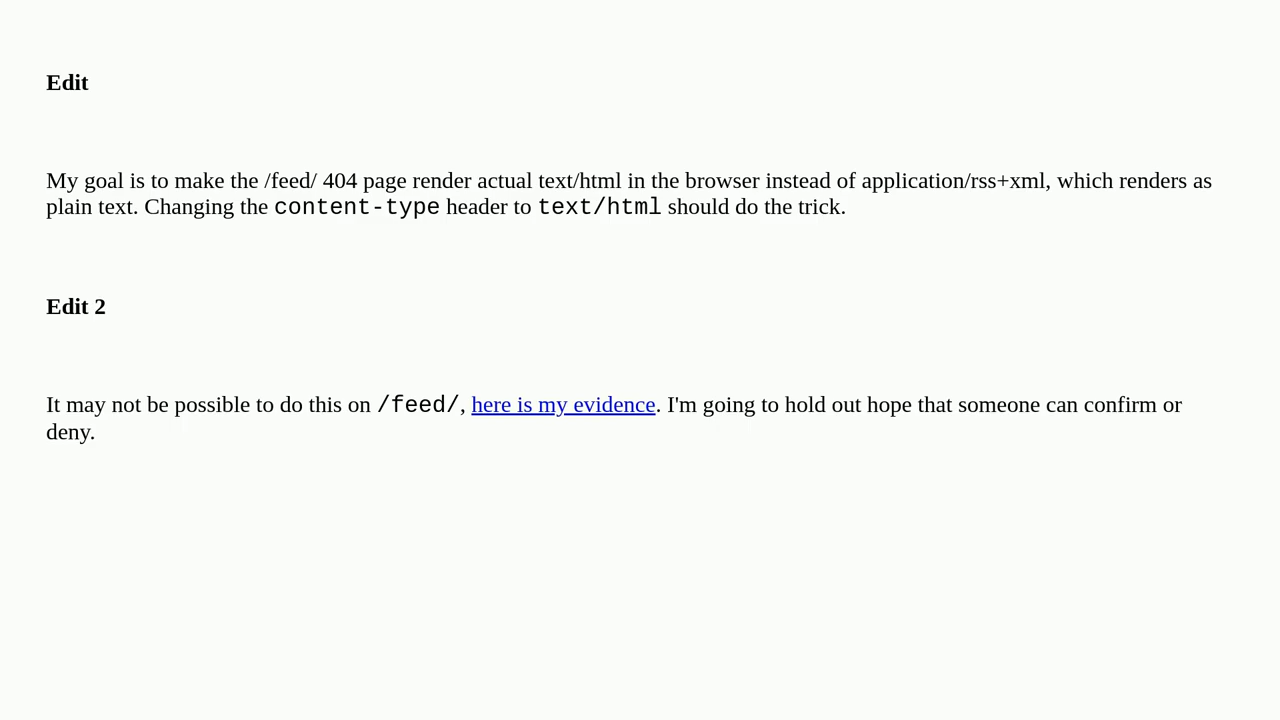 Edit
My goal is to make the /feed/ 404 page render actual text/html in the browser instead of application/rss+xml, which renders as
plain text. Changing the content-type header to text/html should do the trick.
Edit 2
It may not be possible to do this on /feed/, here is my evidence. I'm going to hold out hope that someone can confirm or
deny.